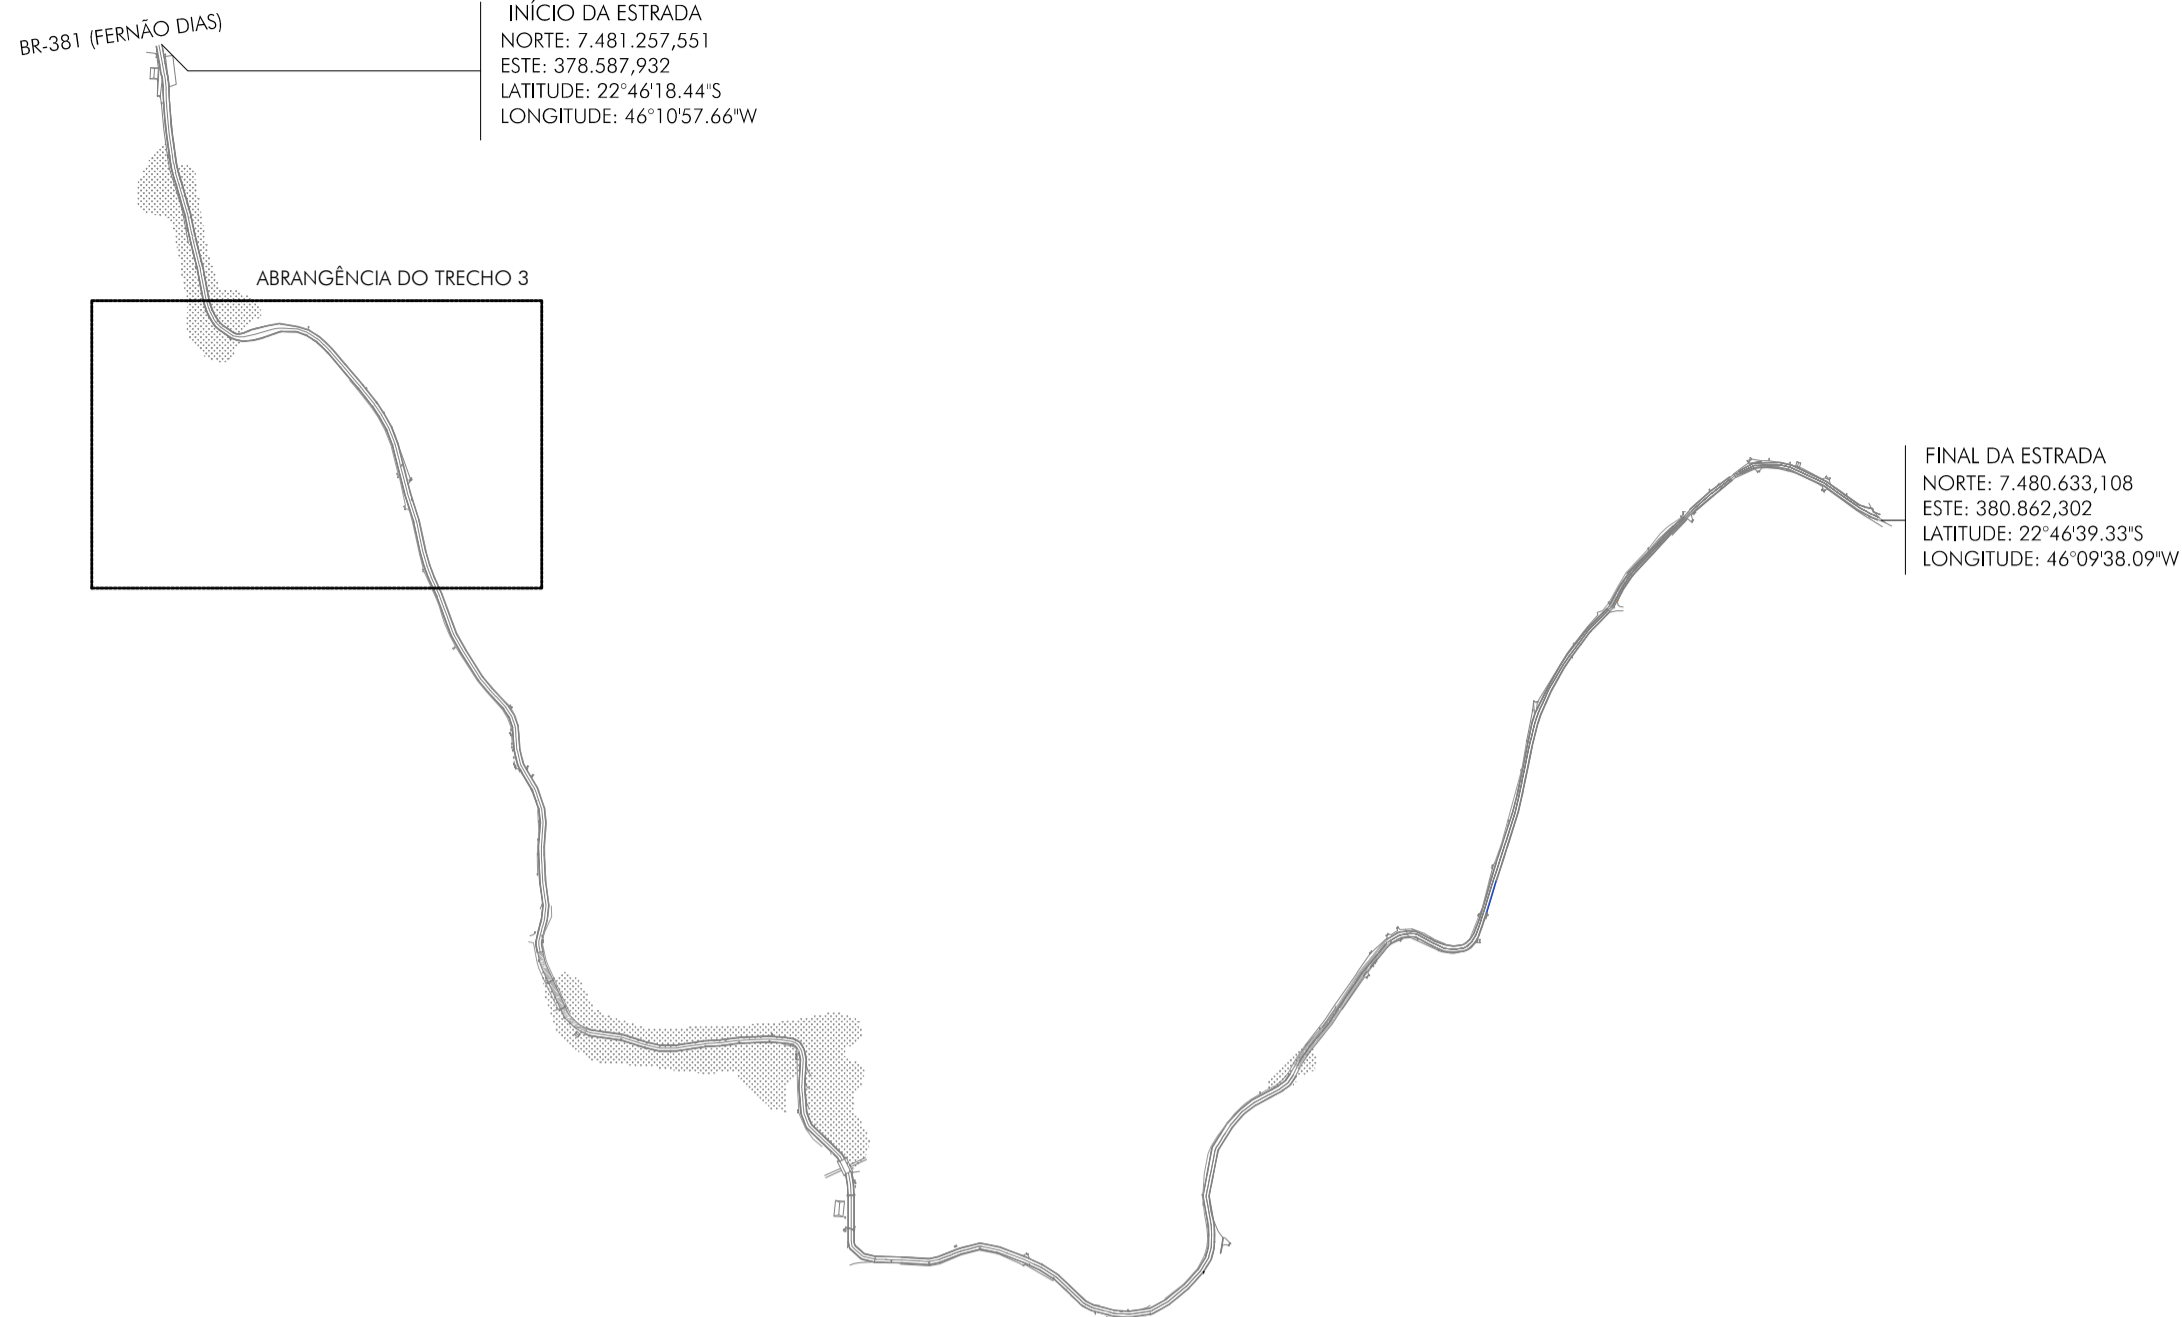 BR-381 (FERNÃO DIAS)
INÍCIO DA ESTRADA
NORTE: 7.481.257,551
ESTE: 378.587,932
LATITUDE: 22°46'18.44"S
LONGITUDE: 46°10'57.66"W
ABRANGÊNCIA DO TRECHO 3
FINAL DA ESTRADA
NORTE: 7.480.633,108
ESTE: 380.862,302
LATITUDE: 22°46'39.33"S
LONGITUDE: 46°09'38.09"W